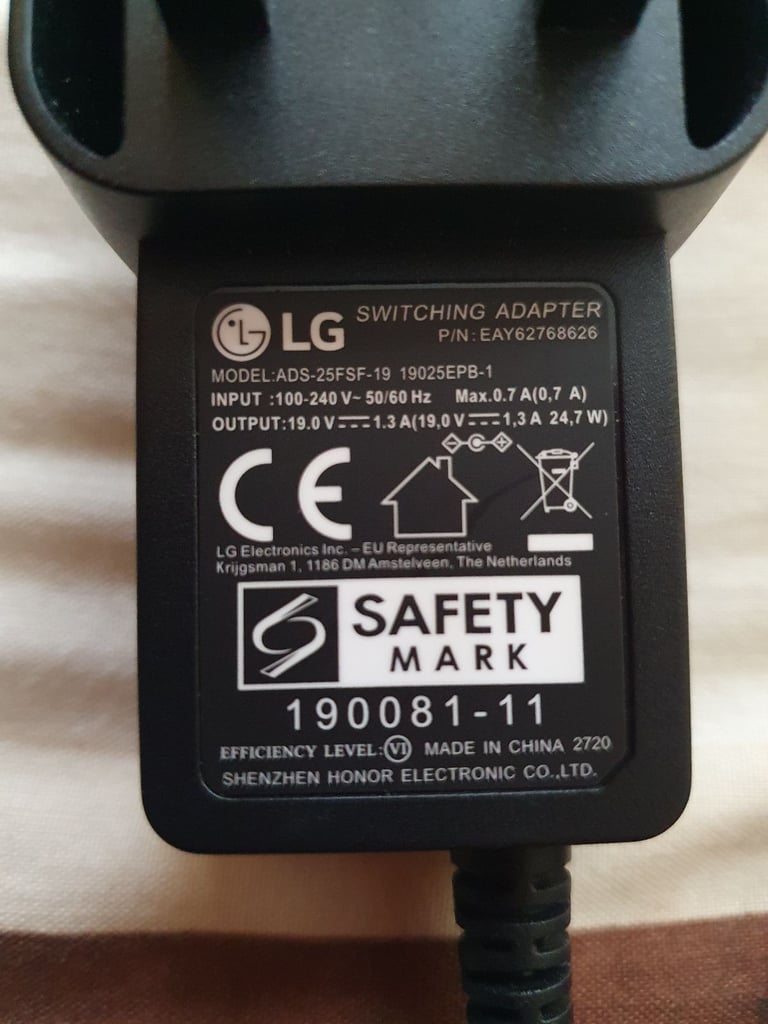 LG SWITCHING ADAPTER
P/N: EAY62768626
MODEL:ADS-25FSF-19 19025EPB-1
INPUT :100-240 V~ 50/60 Hz Max.0.7 A(0,7 A)
OUTPUT:19.0 V⎓1.3 A(19,0 V⎓1,3 A 24,7 W)
CE
LG Electronics Inc. – EU Representative
Krijgsman 1, 1186 DM Amstelveen, The Netherlands
SAFETY
MARK
190081-11
EFFICIENCY LEVEL:VI MADE IN CHINA 2720
SHENZHEN HONOR ELECTRONIC CO.,LTD.